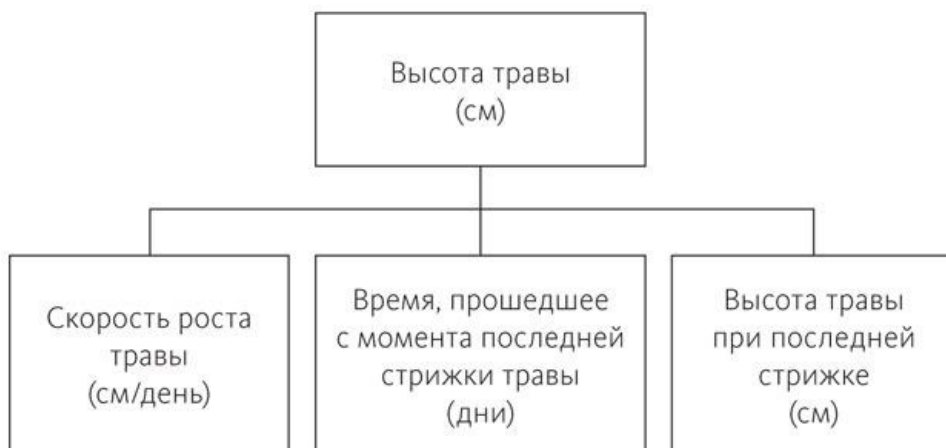 Высота травы
(см)
Скорость роста
травы
(см/день)
Время, прошедшее
с момента последней
стрижки травы
(дни)
Высота травы
при последней
стрижке
(см)